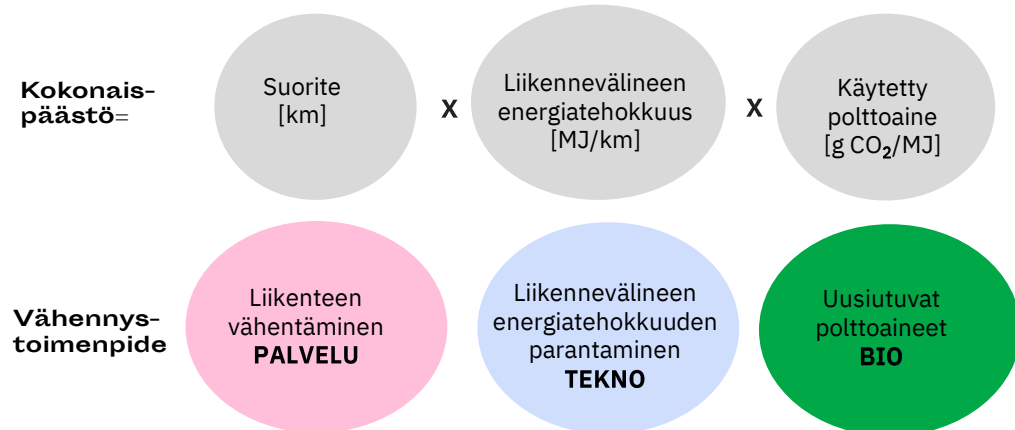 Kokonais-
päästö=
Suorite
[km]
X
Liikennevälineen
energiatehokkuus
[MJ/km]
X
Käytetty
polttoaine
[g CO₂/MJ]
Vähennys-
toimenpide
Liikenteen
vähentäminen
PALVELU
Liikennevälineen
energiatehokkuuden
parantaminen
TEKNO
Uusiutuvat
polttoaineet
BIO